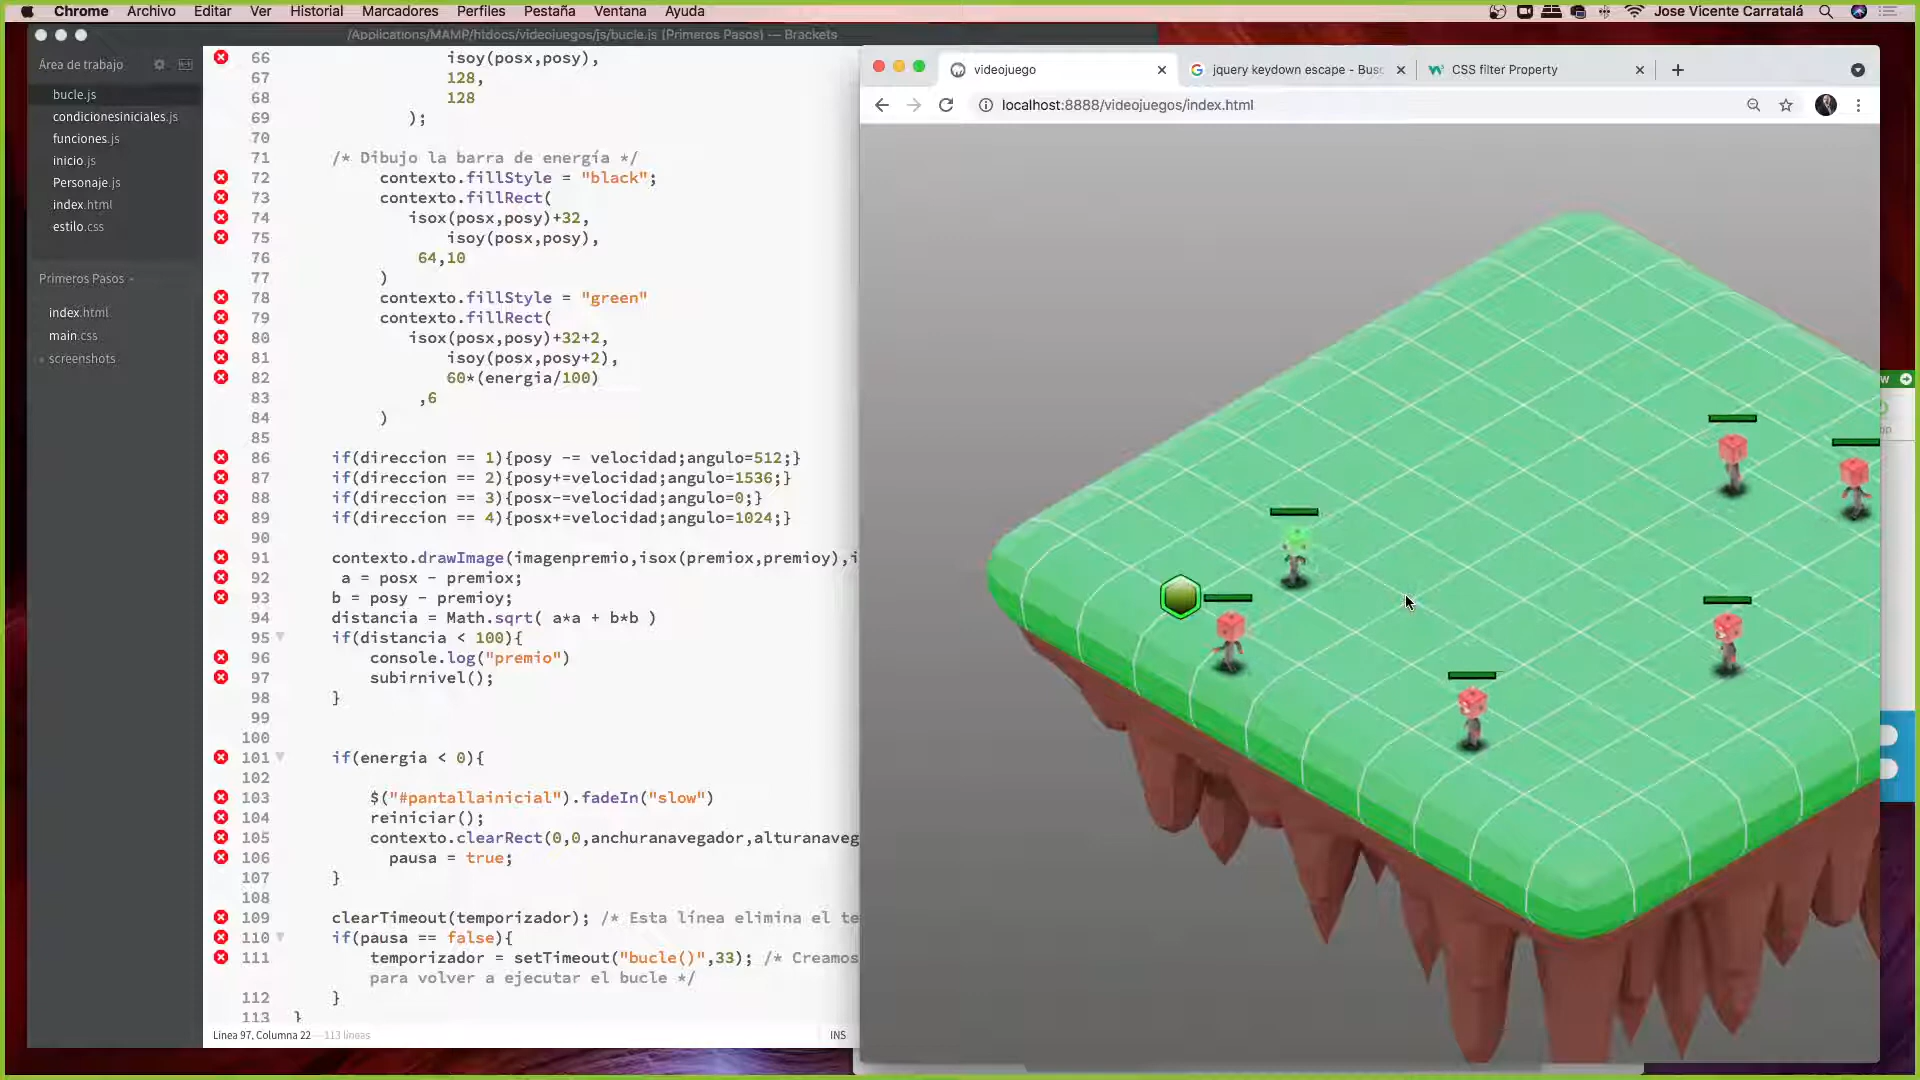 Chrome Archivo Editar Ver Historial Marcadores Perfiles Pestaña Ventana Ayuda Jose Vicente Carratalá
/Applications/MAMP/htdocs/videojuegos/js/bucle.js (Primeros Pasos) — Brackets
Área de trabajo
bucle.js
condicionesiniciales.js
funciones.js
inicio.js
Personaje.js
index.html
estilo.css
Primeros Pasos
index.html
main.css
screenshots
66 isoy(posx,posy),
67 128,
68 128
69 );
70
71 /* Dibujo la barra de energía */
72 contexto.fillStyle = "black";
73 contexto.fillRect(
74 isox(posx,posy)+32,
75 isoy(posx,posy),
76 64,10
77 )
78 contexto.fillStyle = "green"
79 contexto.fillRect(
80 isox(posx,posy)+32+2,
81 isoy(posx,posy+2),
82 60*(energia/100)
83 ,6
84 )
85
86 if(direccion == 1){posy -= velocidad;angulo=512;}
87 if(direccion == 2){posy+=velocidad;angulo=1536;}
88 if(direccion == 3){posx-=velocidad;angulo=0;}
89 if(direccion == 4){posx+=velocidad;angulo=1024;}
90
91 contexto.drawImage(imagenpremio,isox(premiox,premioy),i
92 a = posx - premiox;
93 b = posy - premioy;
94 distancia = Math.sqrt( a*a + b*b )
95 if(distancia < 100){
96 console.log("premio")
97 subirnivel();
98 }
99
100
101 if(energia < 0){
102
103 $("#pantallainicial").fadeIn("slow")
104 reiniciar();
105 contexto.clearRect(0,0,anchuranavegador,alturanaveg
106 pausa = true;
107 }
108
109 clearTimeout(temporizador); /* Esta línea elimina el te
110 if(pausa == false){
111 temporizador = setTimeout("bucle()",33); /* Creamos
para volver a ejecutar el bucle */
112 }
113 }
Línea 97, Columna 22 — 113 líneas
INS
videojuego
jquery keydown escape - Busc
CSS filter Property
localhost:8888/videojuegos/index.html